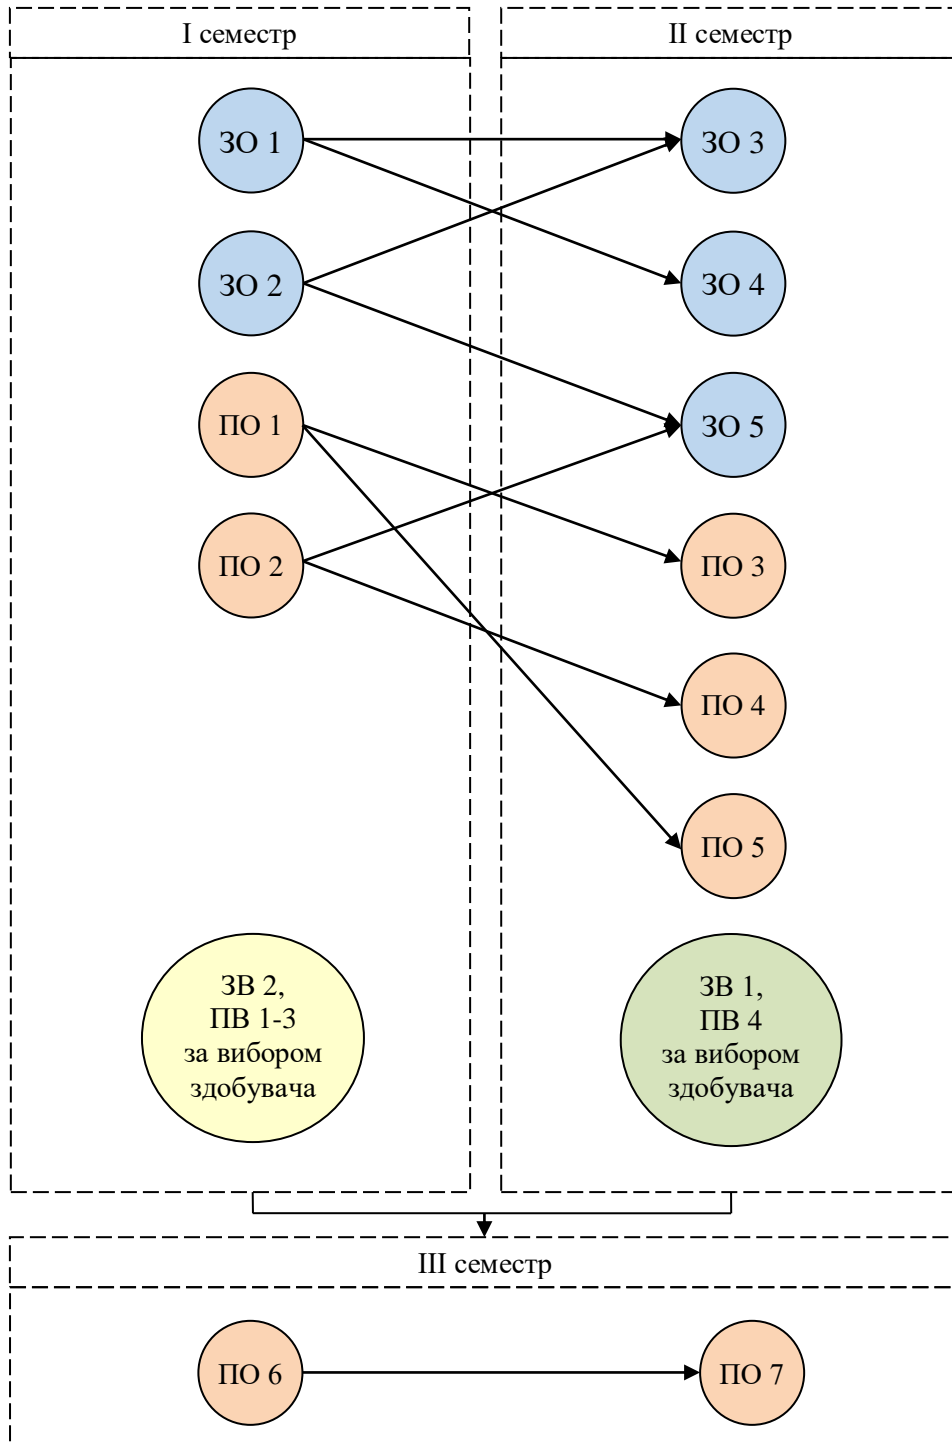 I семестр
II семестр
ЗО 1
ЗО 3
ЗО 2
ЗО 4
ПО 1
ЗО 5
ПО 2
ПО 3
ПО 4
ПО 5
ЗВ 2,
ПВ 1-3
за вибором
здобувача
ЗВ 1,
ПВ 4
за вибором
здобувача
III семестр
ПО 6
ПО 7